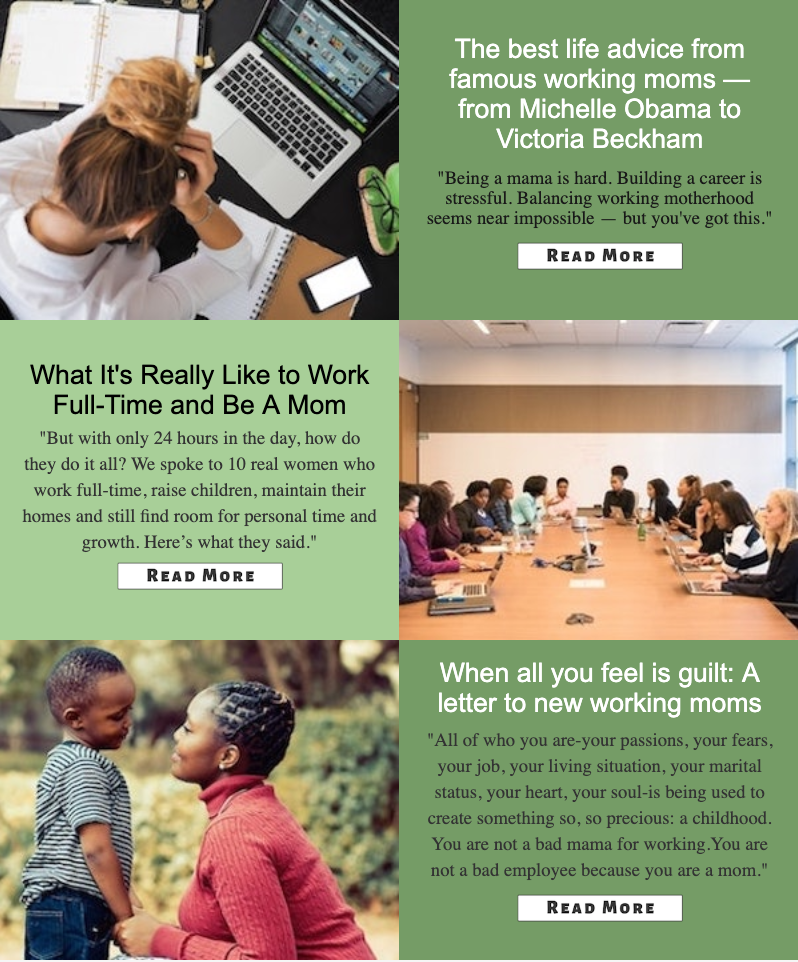 The best life advice from
famous working moms —
from Michelle Obama to
Victoria Beckham
"Being a mama is hard. Building a career is
stressful. Balancing working motherhood
seems near impossible — but you've got this."
READ MORE
What It's Really Like to Work
Full-Time and Be A Mom
"But with only 24 hours in the day, how do
they do it all? We spoke to 10 real women who
work full-time, raise children, maintain their
homes and still find room for personal time and
growth. Here’s what they said."
READ MORE
When all you feel is guilt: A
letter to new working moms
"All of who you are-your passions, your fears,
your job, your living situation, your marital
status, your heart, your soul-is being used to
create something so, so precious: a childhood.
You are not a bad mama for working.You are
not a bad employee because you are a mom."
READ MORE